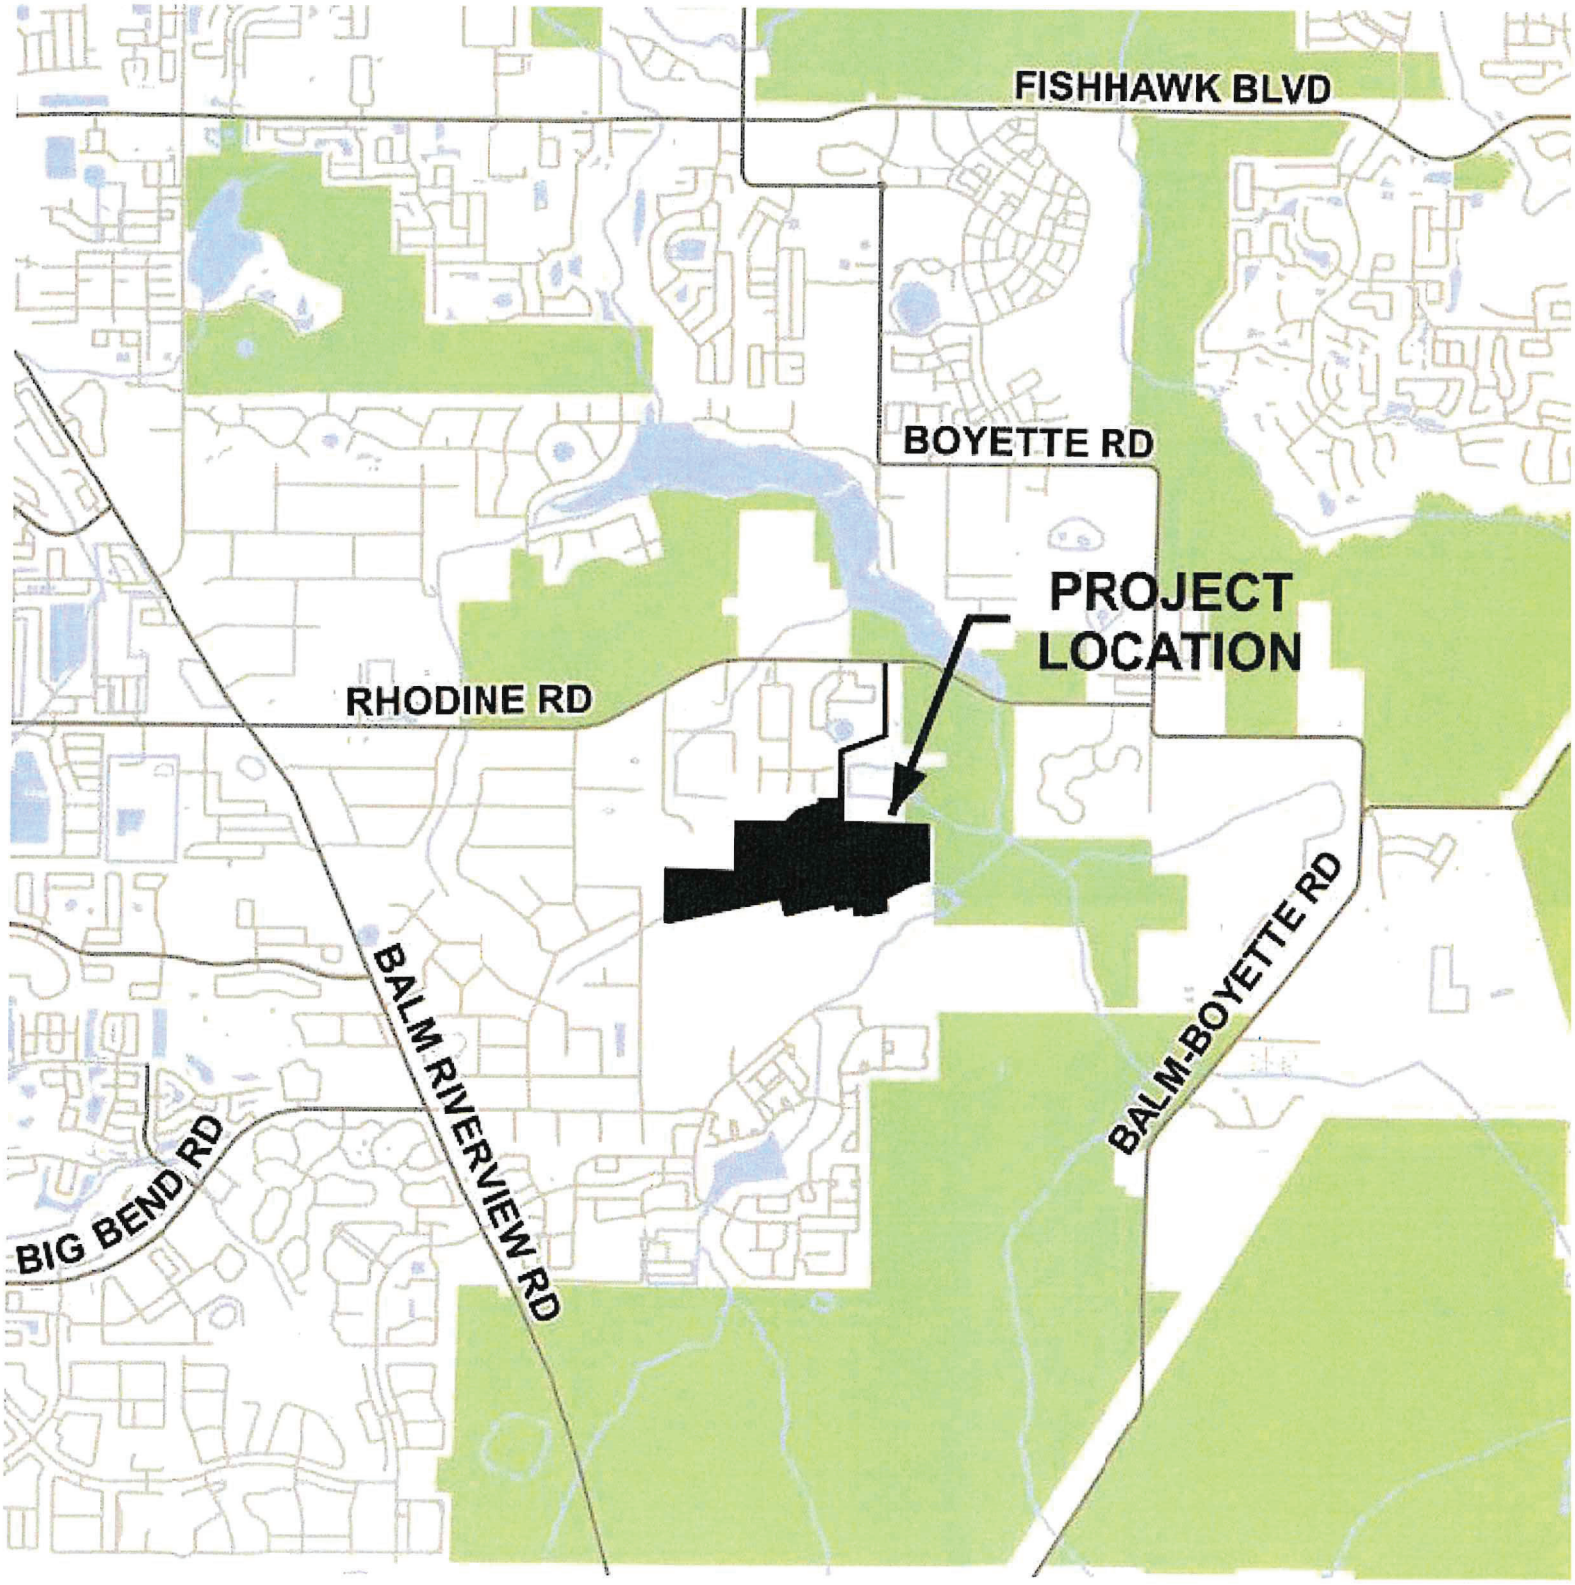 FISHHAWK BLVD
BOYETTE RD
PROJECT
LOCATION
RHODINE RD
BALM-BOYETTE RD
BALM RIVERVIEW RD
BIG BEND RD